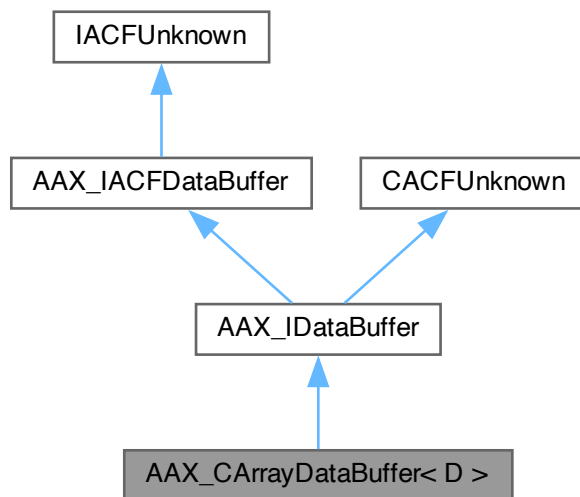 IACFUnknown
AAX_IACFDataBuffer
CACFUnknown
AAX_IDataBuffer
AAX_CArrayDataBuffer< D >